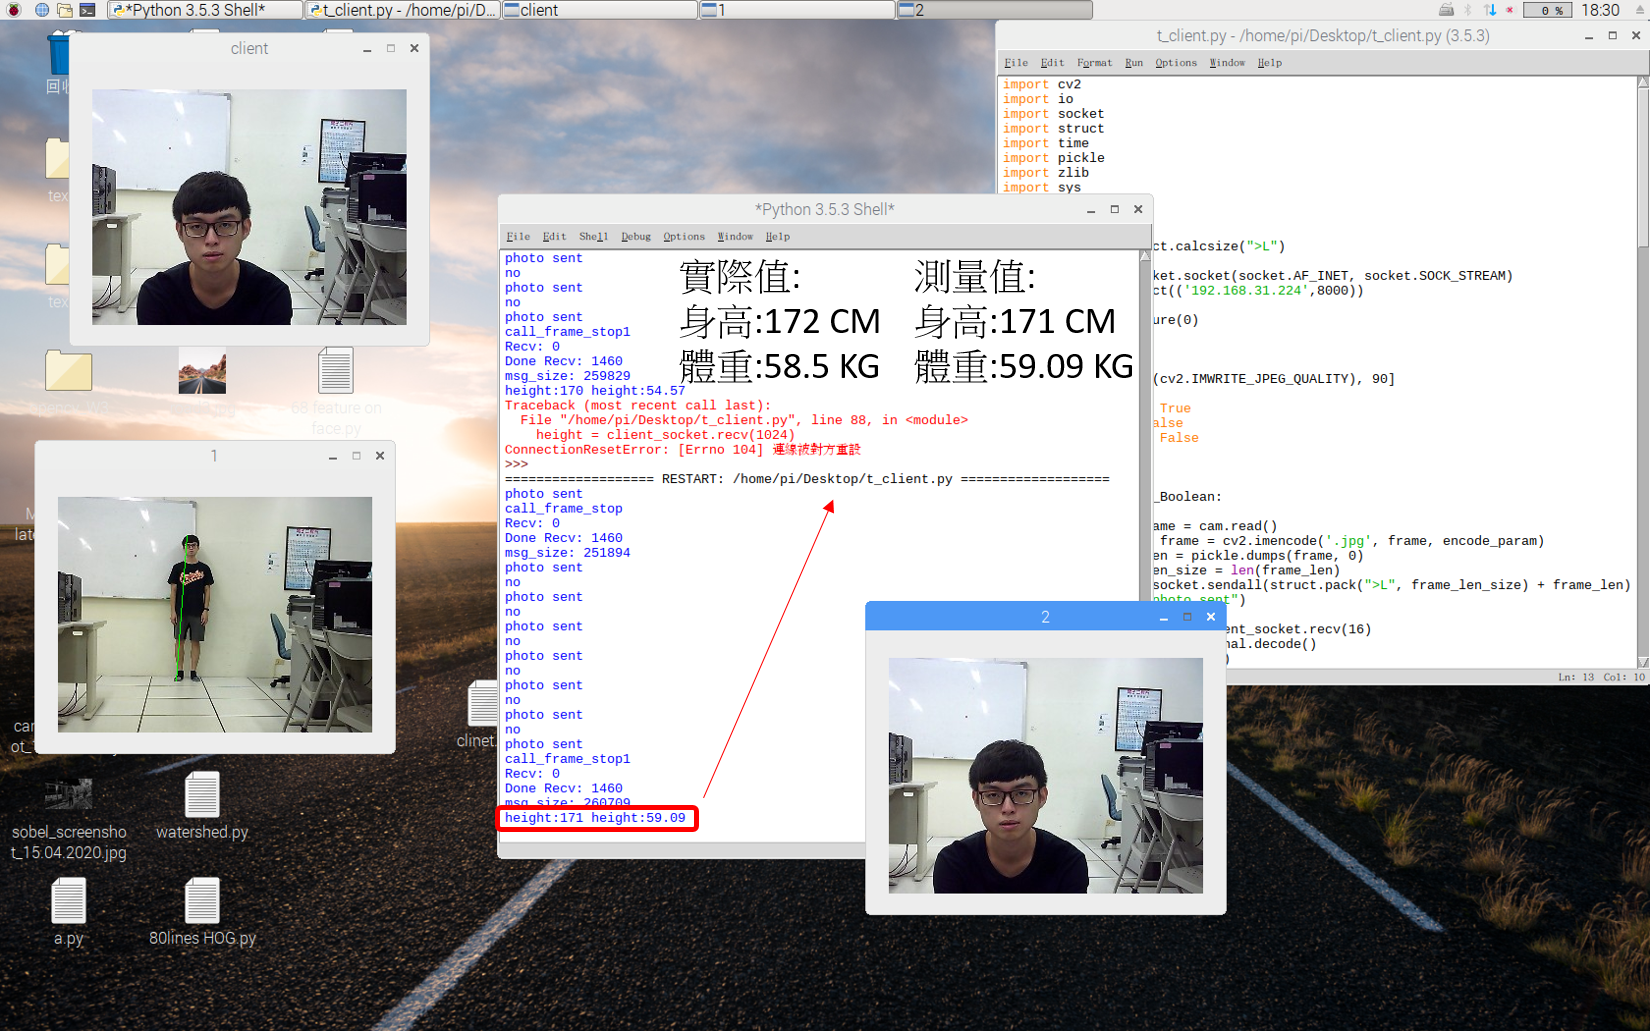 *Python 3.5.3 Shell*
t_client.py - /home/pi/D...
client
1
2
0 %
18:30
client
t_client.py - /home/pi/Desktop/t_client.py (3.5.3)
File Edit Format Run Options Window Help
import cv2
import io
import socket
import struct
import time
import pickle
import zlib
import sys
ct.calcsize(">L")
ket.socket(socket.AF_INET, socket.SOCK_STREAM)
ct(('192.168.31.224',8000))
ure(0)
(cv2.IMWRITE_JPEG_QUALITY), 90]
True
alse
False
_Boolean:
ame = cam.read()
frame = cv2.imencode('.jpg', frame, encode_param)
en = pickle.dumps(frame, 0)
en_size = len(frame_len)
socket.sendall(struct.pack(">L", frame_len_size) + frame_len)
photo sent")
ent_socket.recv(16)
nal.decode()
)
Ln: 13 Col: 10
*Python 3.5.3 Shell*
File Edit Shell Debug Options Window Help
photo sent
no
photo sent
no
photo sent
call_frame_stop1
Recv: 0
Done Recv: 1460
msg_size: 259829
height:170 height:54.57
Traceback (most recent call last):
File "/home/pi/Desktop/t_client.py", line 88, in <module>
height = client_socket.recv(1024)
ConnectionResetError: [Errno 104] 連線被對方重設
>>>
=================== RESTART: /home/pi/Desktop/t_client.py ===================
photo sent
call_frame_stop
Recv: 0
Done Recv: 1460
msg_size: 251894
photo sent
no
photo sent
no
photo sent
no
photo sent
no
photo sent
no
photo sent
no
photo sent
call_frame_stop1
Recv: 0
Done Recv: 1460
msg_size: 260709
height:171 height:59.09
實際值:
身高:172 CM
體重:58.5 KG
測量值:
身高:171 CM
體重:59.09 KG
1
2
回收
tex
tex
68 feature on
face.py
clinet.
sobel_screensho
t_15.04.2020.jpg
watershed.py
a.py
80lines HOG.py